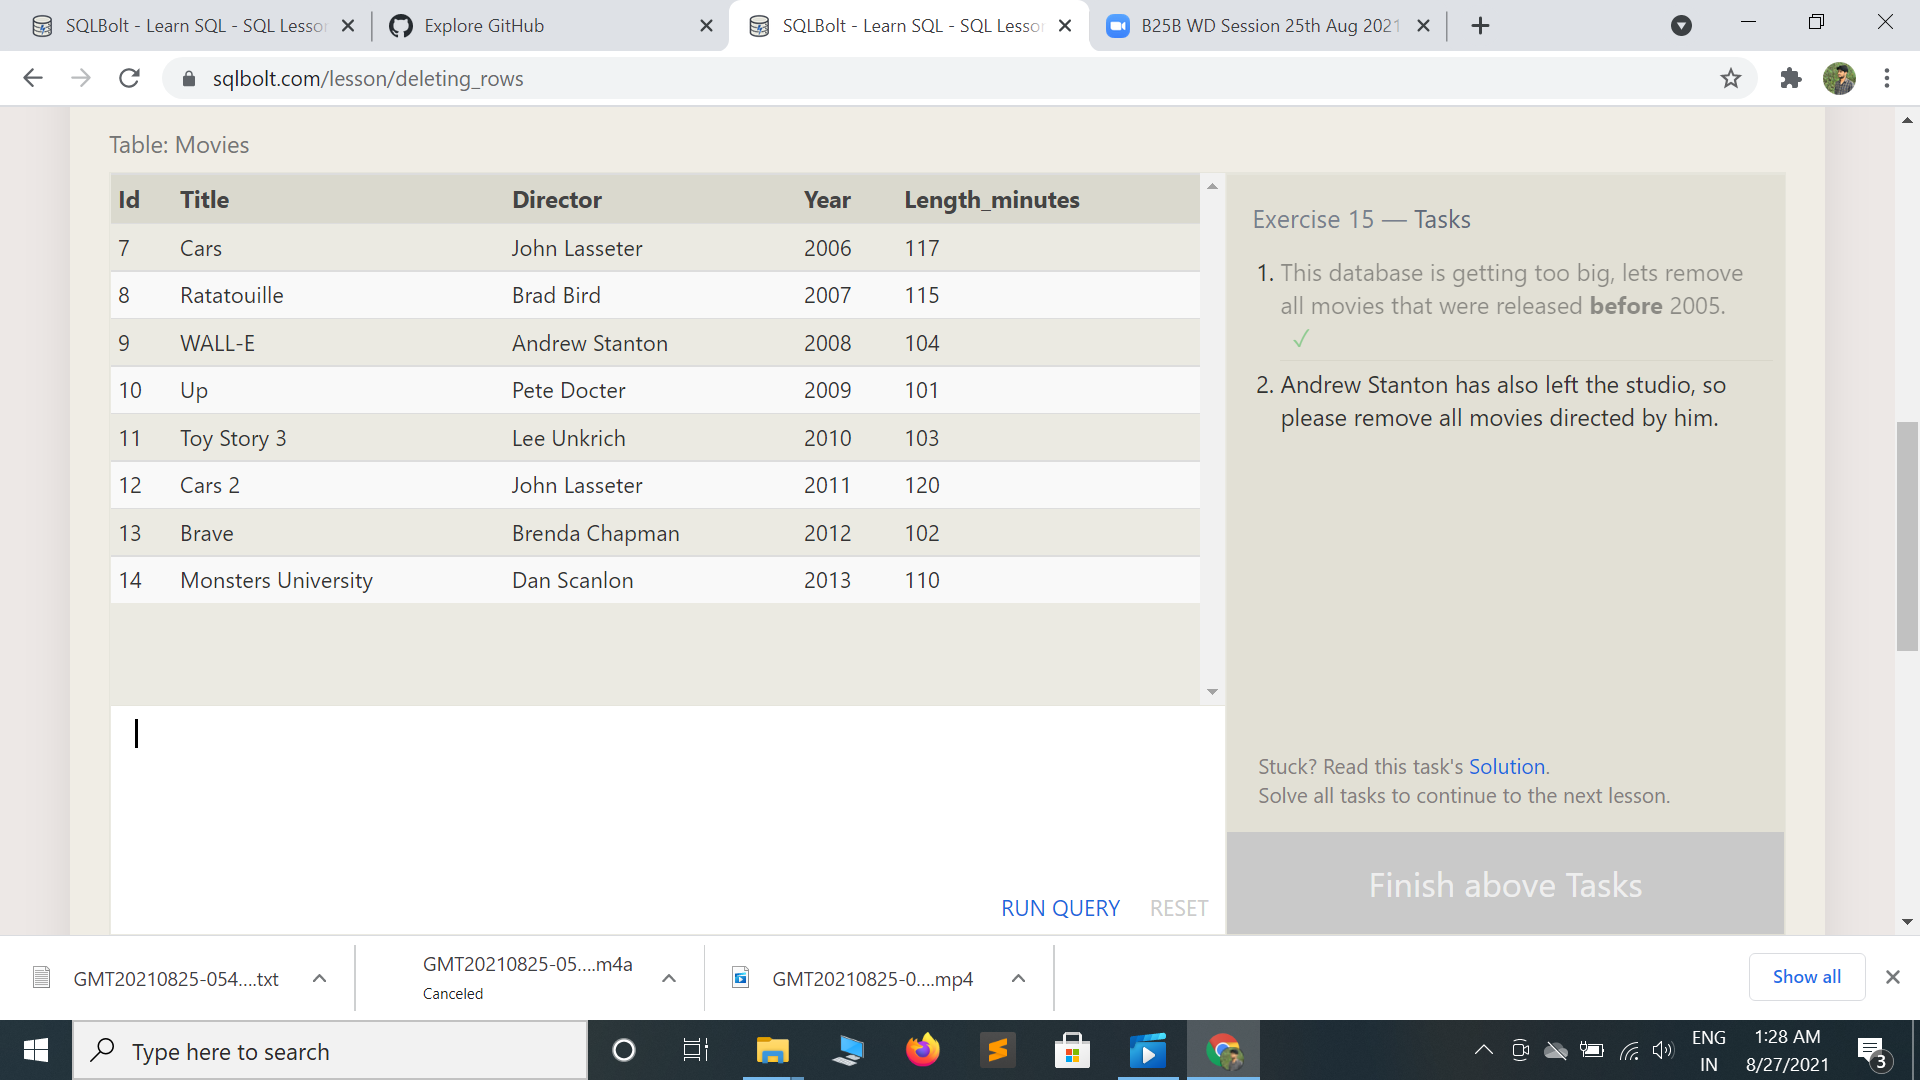 SQLBolt - Learn SQL - SQL Lesson
Explore GitHub
SQLBolt - Learn SQL - SQL Lesson
B25B WD Session 25th Aug 2021
sqlbolt.com/lesson/deleting_rows
Table: Movies
Id Title Director Year Length_minutes
7 Cars John Lasseter 2006 117
8 Ratatouille Brad Bird 2007 115
9 WALL-E Andrew Stanton 2008 104
10 Up Pete Docter 2009 101
11 Toy Story 3 Lee Unkrich 2010 103
12 Cars 2 John Lasseter 2011 120
13 Brave Brenda Chapman 2012 102
14 Monsters University Dan Scanlon 2013 110
RUN QUERY RESET
Exercise 15 — Tasks
1. This database is getting too big, lets remove
all movies that were released before 2005.
✓
2. Andrew Stanton has also left the studio, so
please remove all movies directed by him.
Stuck? Read this task's Solution.
Solve all tasks to continue to the next lesson.
Finish above Tasks
GMT20210825-054....txt
GMT20210825-05....m4a
Canceled
GMT20210825-0....mp4
Show all
Type here to search
ENG
IN
1:28 AM
8/27/2021
3